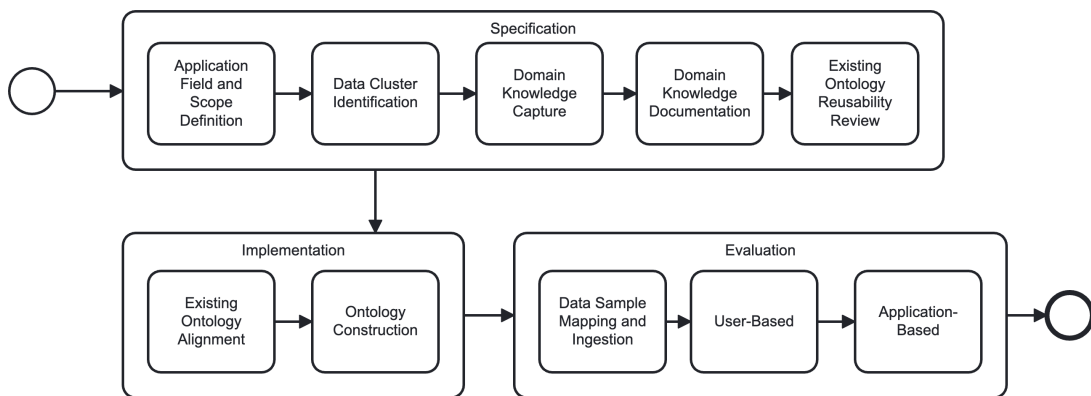 Specification
Application
Field and
Scope
Definition
Data Cluster
Identification
Domain
Knowledge
Capture
Domain
Knowledge
Documentation
Existing
Ontology
Reusability
Review
Implementation
Existing
Ontology
Alignment
Ontology
Construction
Evaluation
Data Sample
Mapping and
Ingestion
User-Based
Application-
Based